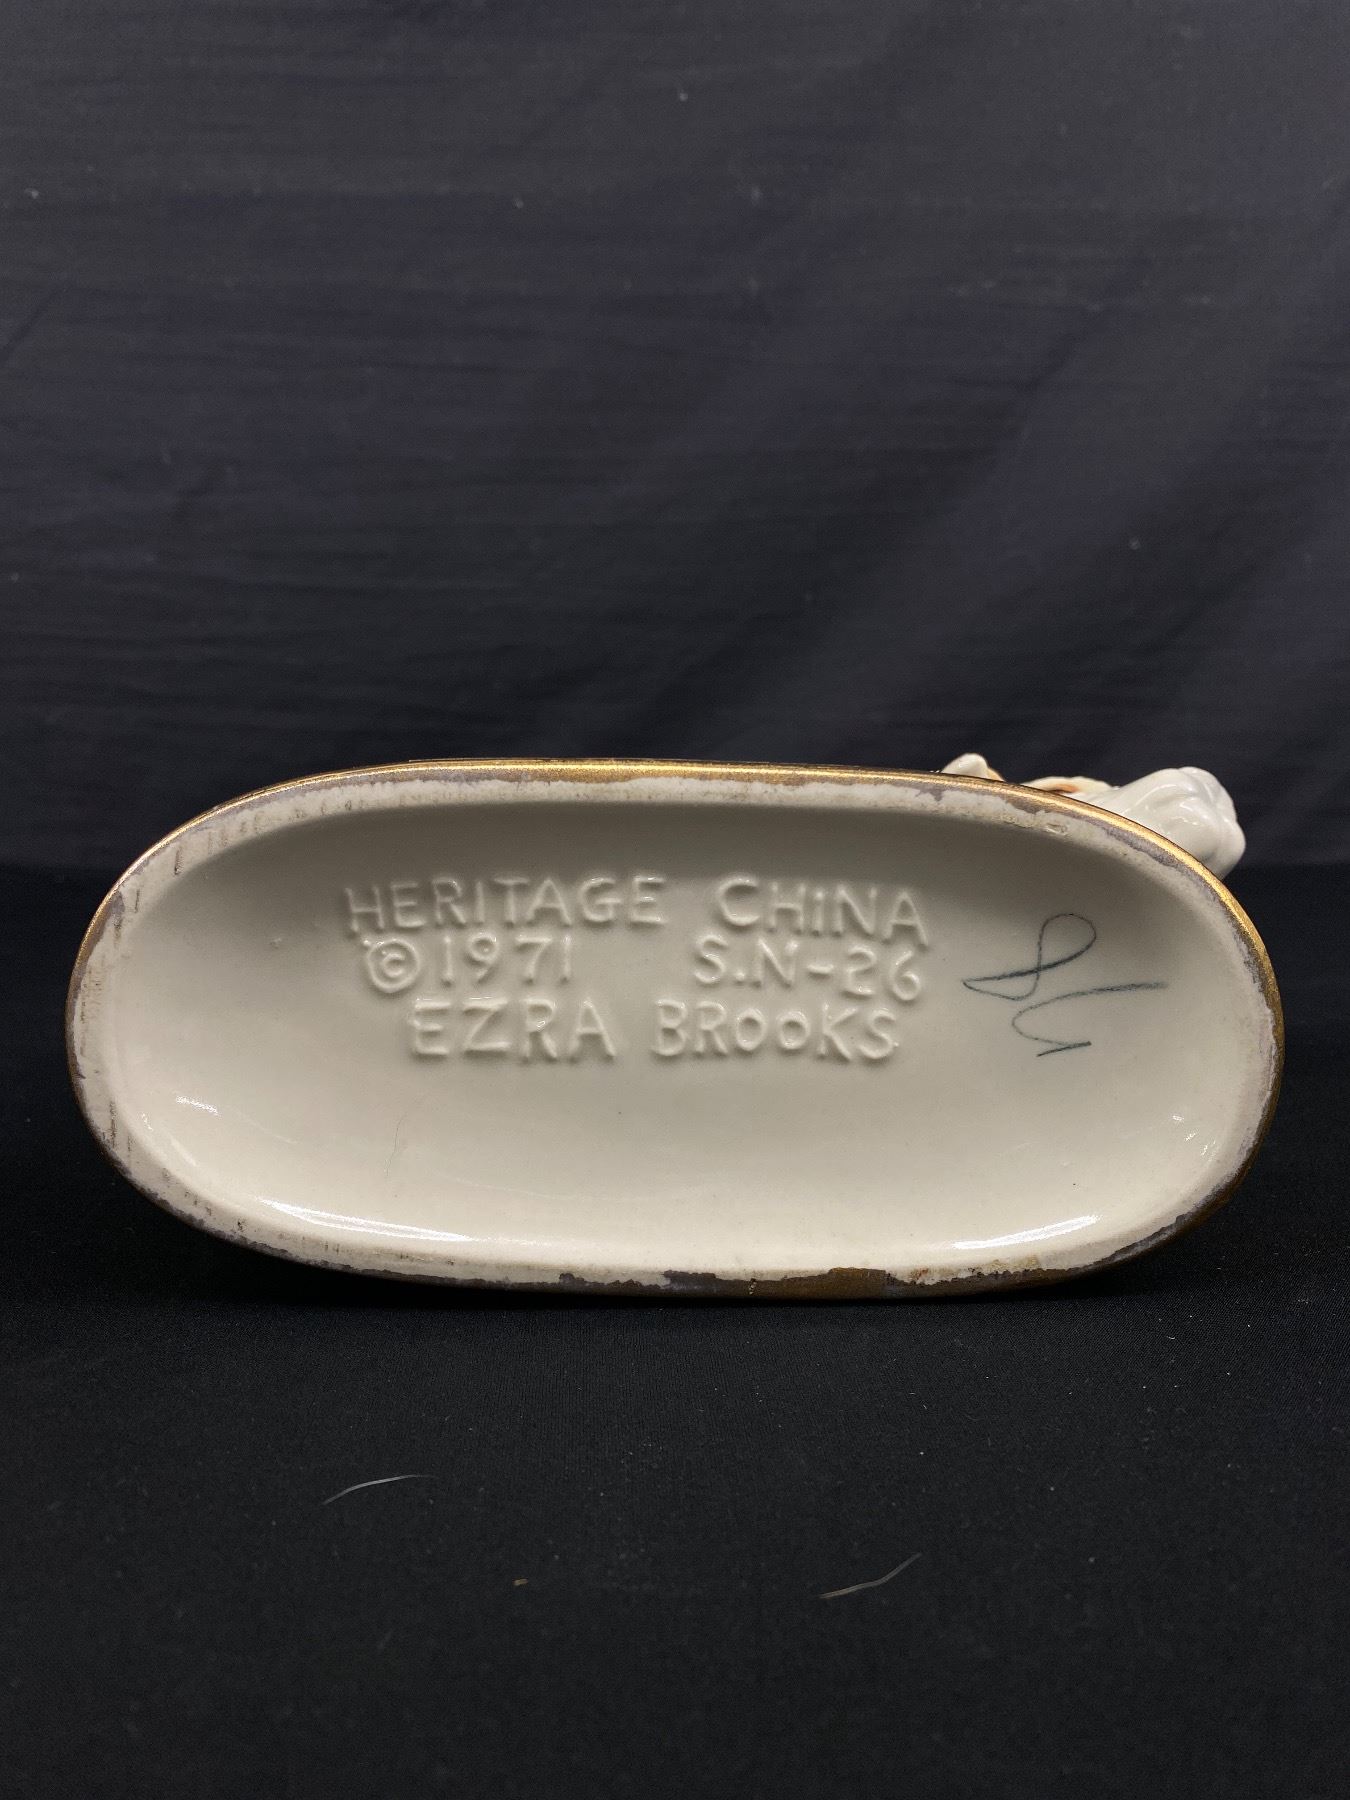 HERITAGE CHINA
© 1971 S.N-26
EZRA BROOKS